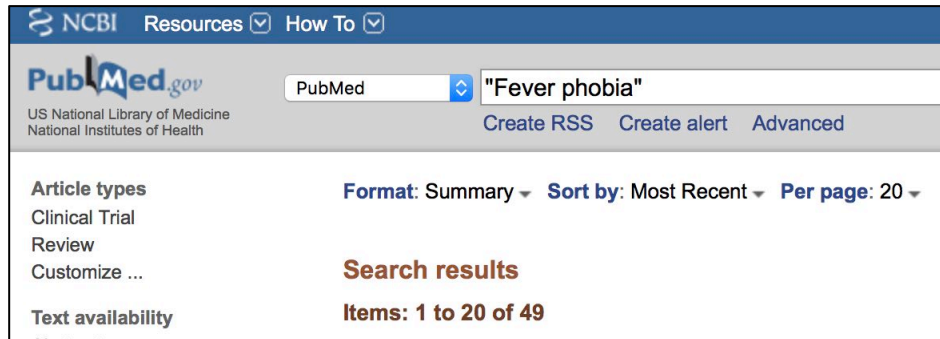 NCBI Resources How To
PubMed.gov
US National Library of Medicine
National Institutes of Health
PubMed
"Fever phobia"
Create RSS Create alert Advanced
Article types
Clinical Trial
Review
Customize ...
Text availability
Format: Summary Sort by: Most Recent Per page: 20
Search results
Items: 1 to 20 of 49